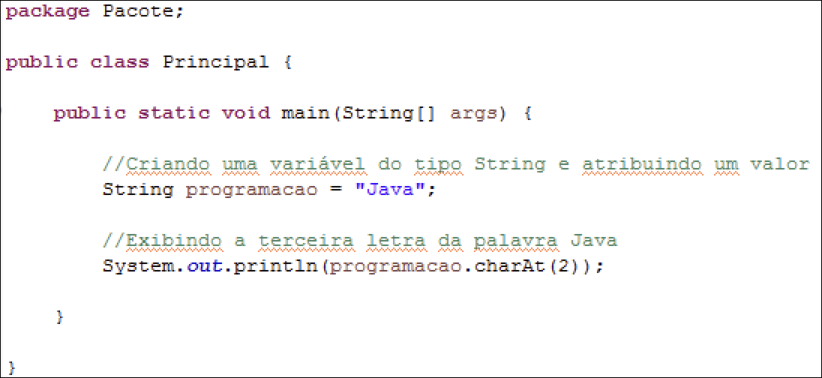 package Pacote;
public class Principal {
public static void main(String[] args) {
//Criando uma variável do tipo String e atribuindo um valor
String programacao = "Java";
//Exibindo a terceira letra da palavra Java
System.out.println(programacao.charAt(2));
}
}